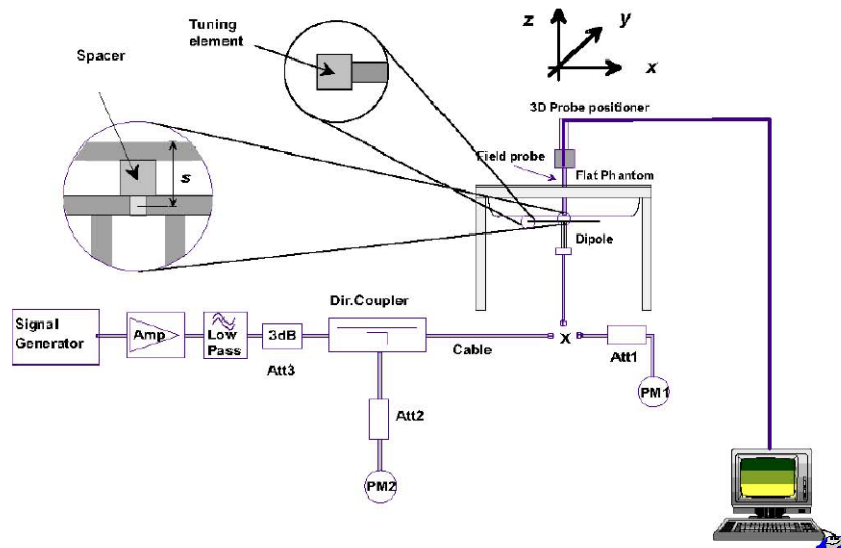 Tuning
element
Spacer
z
y
x
3D Probe positioner
Field probe
Flat Phantom
s
Dipole
Dir.Coupler
Signal
Generator
Amp
Low
Pass
3dB
Att3
Cable
X
Att1
PM1
Att2
PM2